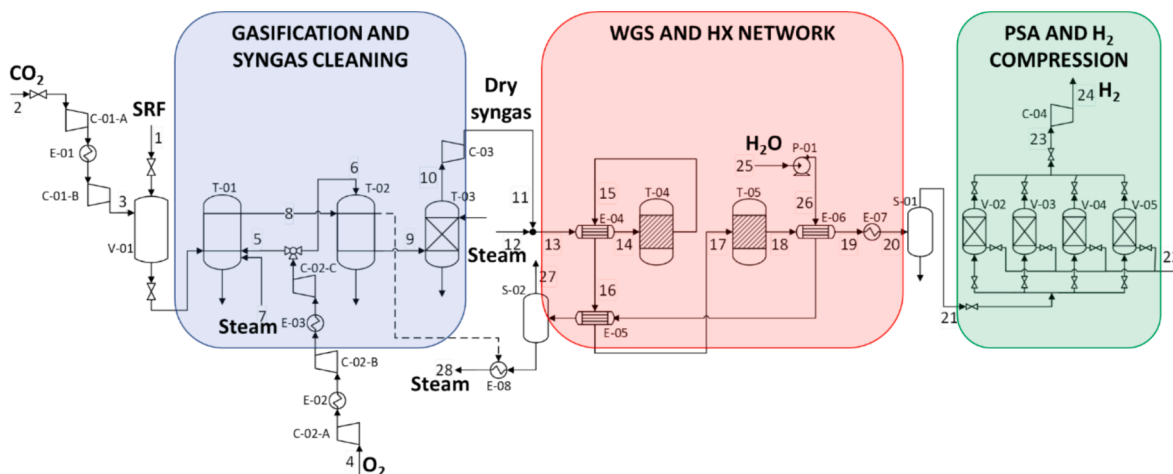 GASIFICATION AND
SYNGAS CLEANING
WGS AND HX NETWORK
PSA AND H₂
COMPRESSION
CO₂
2
C-01-A
SRF
1
E-01
C-01-B
3
V-01
T-01
8
6
T-02
5
9
10
C-03
T-03
Dry
syngas
11
Steam
12
13
7
Steam
C-02-C
E-03
C-02-B
E-02
C-02-A
4
O₂
15
T-04
E-04
14
16
E-05
17
T-05
18
H₂O
25
P-01
26
E-06
E-07
19
20
S-01
27
S-02
28
Steam
E-08
24
H₂
C-04
23
V-02
V-03
V-04
V-05
21